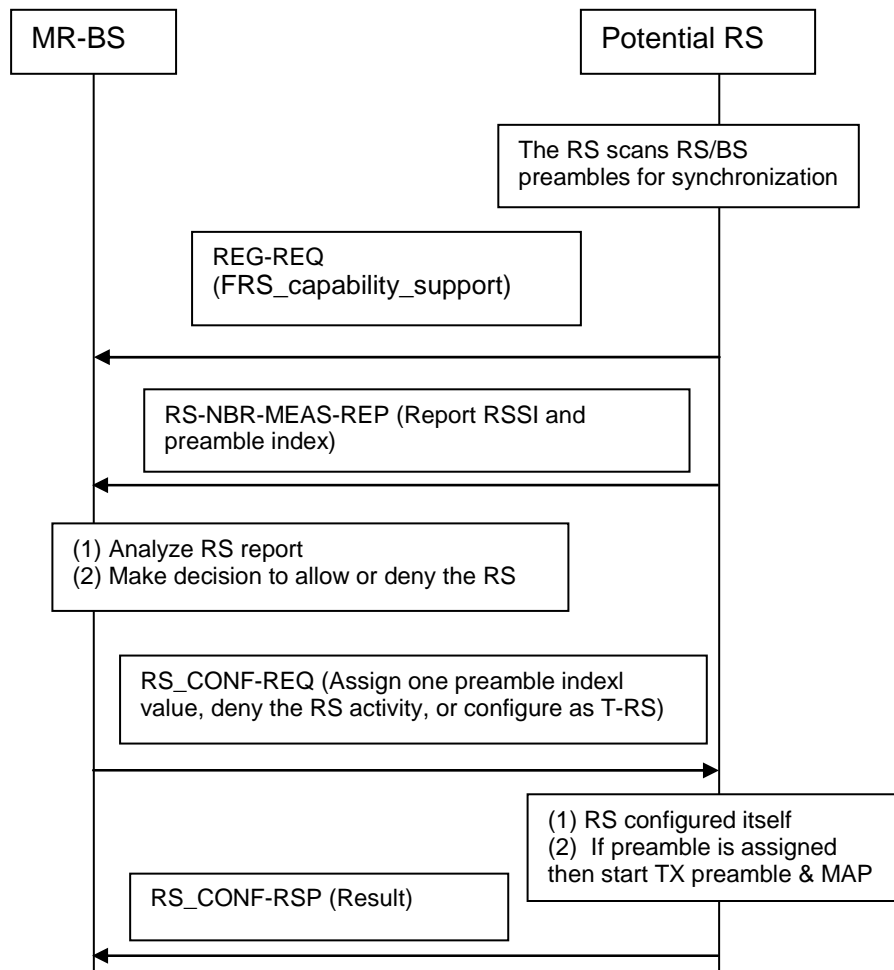 MR-BS
Potential RS
The RS scans RS/BS
preambles for synchronization
REG-REQ
(FRS_capability_support)
RS-NBR-MEAS-REP (Report RSSI and
preamble index)
(1) Analyze RS report
(2) Make decision to allow or deny the RS
RS_CONF-REQ (Assign one preamble indexl
value, deny the RS activity, or configure as T-RS)
(1) RS configured itself
(2) If preamble is assigned
then start TX preamble & MAP
RS_CONF-RSP (Result)